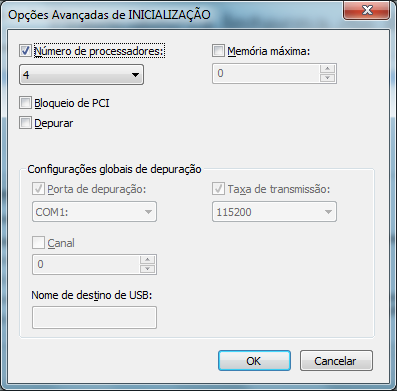 Opções Avançadas de INICIALIZAÇÃO
Número de processadores:
Memória máxima:
4
0
Bloqueio de PCI
Depurar
Configurações globais de depuração
Porta de depuração:
Taxa de transmissão:
COM1:
115200
Canal
0
Nome de destino de USB:
OK
Cancelar